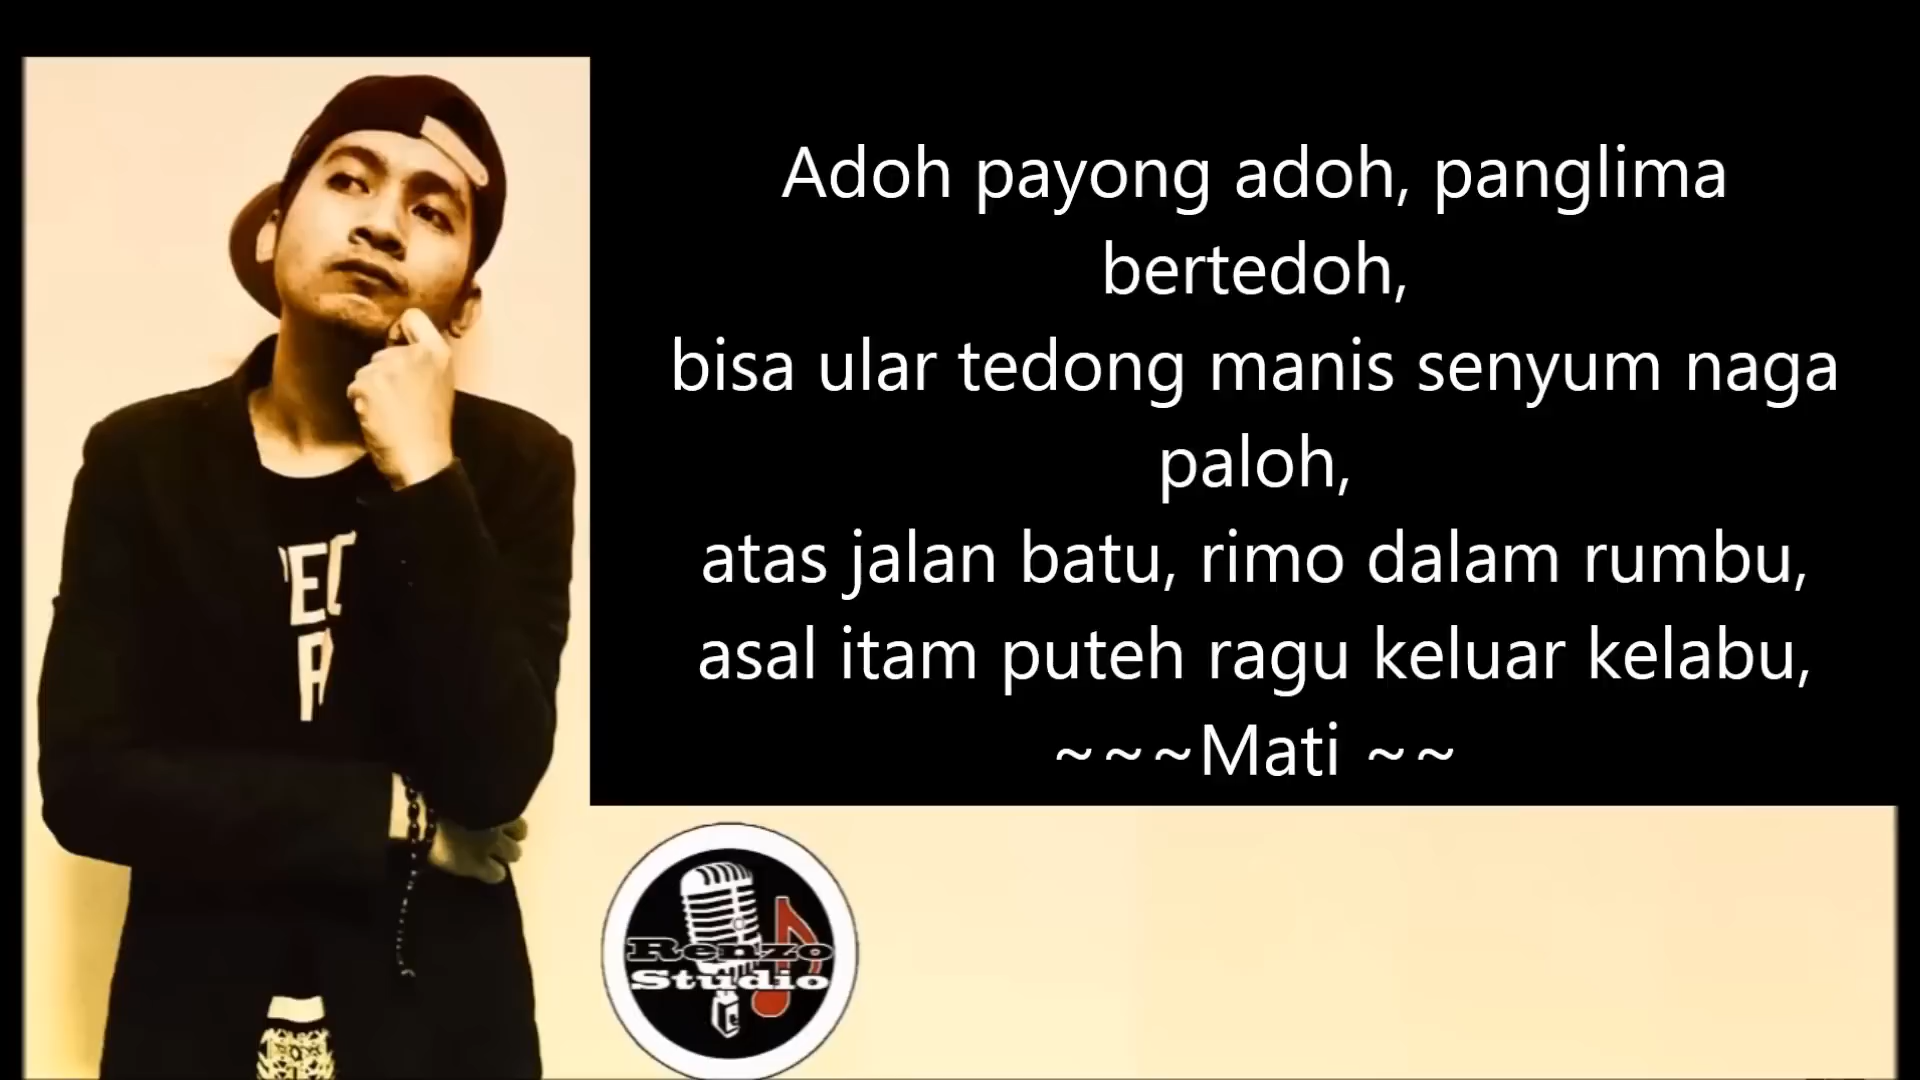 Adoh payong adoh, panglima
bertedoh,
bisa ular tedong manis senyum naga
paloh,
atas jalan batu, rimo dalam rumbu,
asal itam puteh ragu keluar kelabu,
~~~Mati ~~
Renzo
Studio